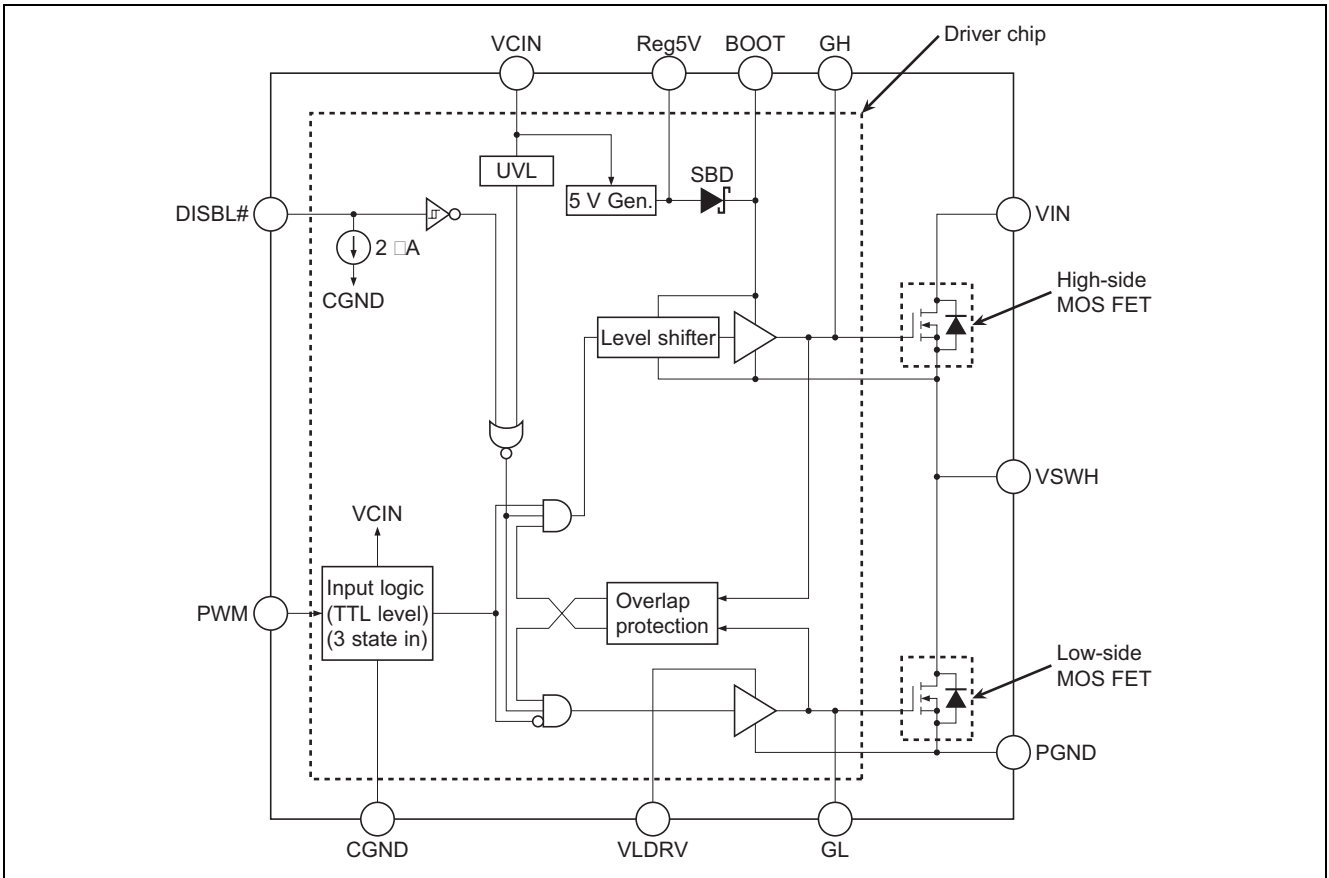 Driver chip
VCIN
Reg5V
BOOT
GH
UVL
SBD
5 V Gen.
DISBL#
2 □A
CGND
VIN
High-side
MOS FET
Level shifter
VSWH
VCIN
Input logic
(TTL level)
(3 state in)
PWM
Overlap
protection
Low-side
MOS FET
PGND
CGND
VLDRV
GL